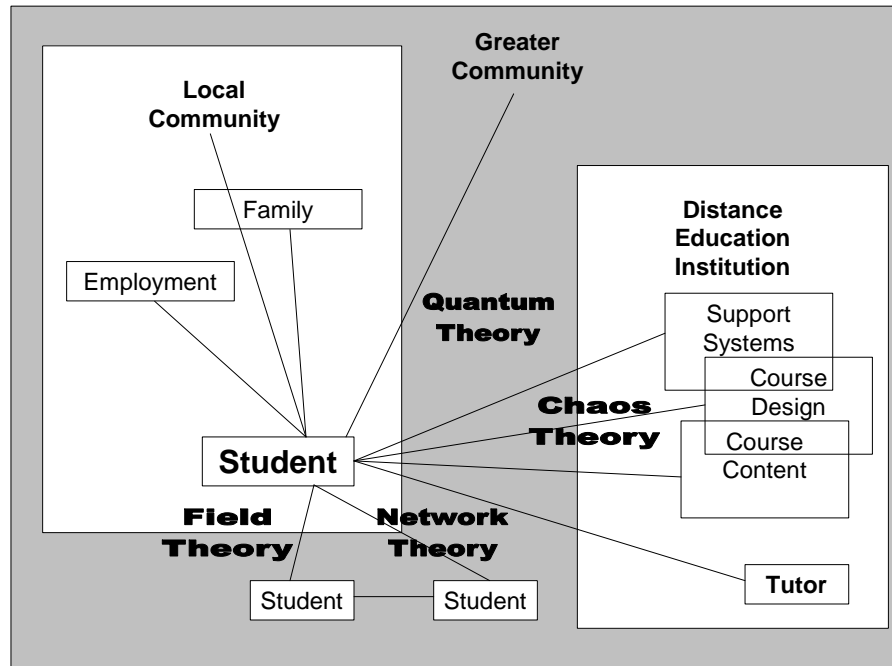 Greater
Community
Local
Community
Family
Employment
Distance
Education
Institution
Quantum
Theory
Support
Systems
Course
Design
Chaos
Theory
Course
Content
Student
Field
Theory
Network
Theory
Student
Student
Tutor